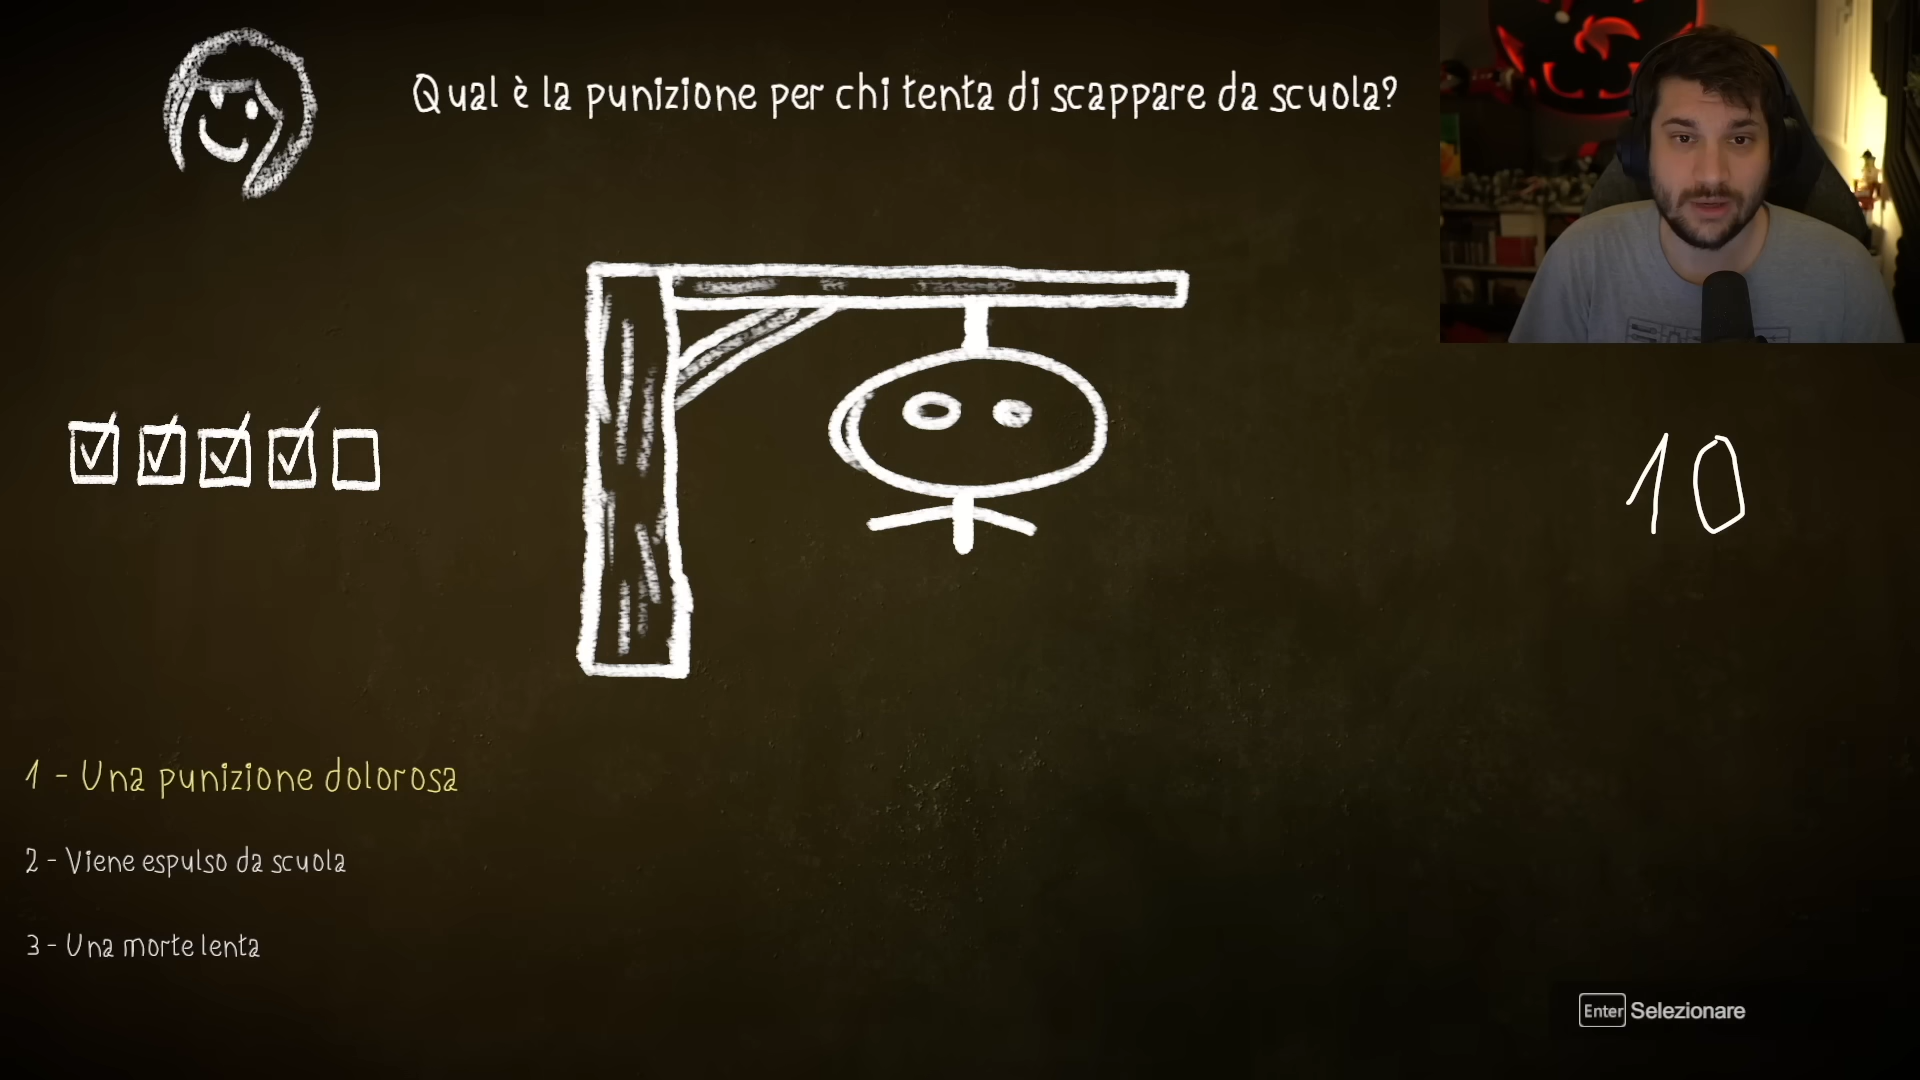 Qual è la punizione per chi tenta di scappare da scuola?
10
1 - Una punizione dolorosa
2 - Viene espulso da scuola
3 - Una morte lenta
Enter Selezionare